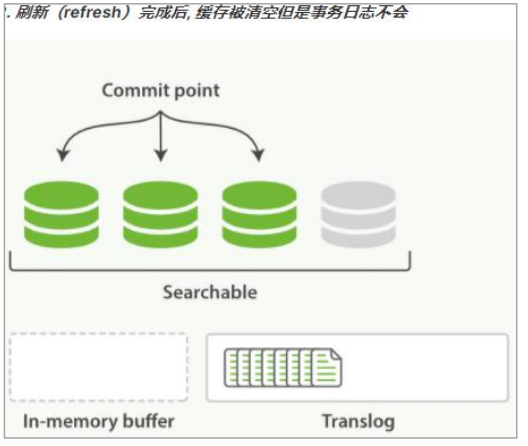 . 刷新（refresh）完成后, 缓存被清空但是事务日志不会
Commit point
Searchable
In-memory buffer
Translog